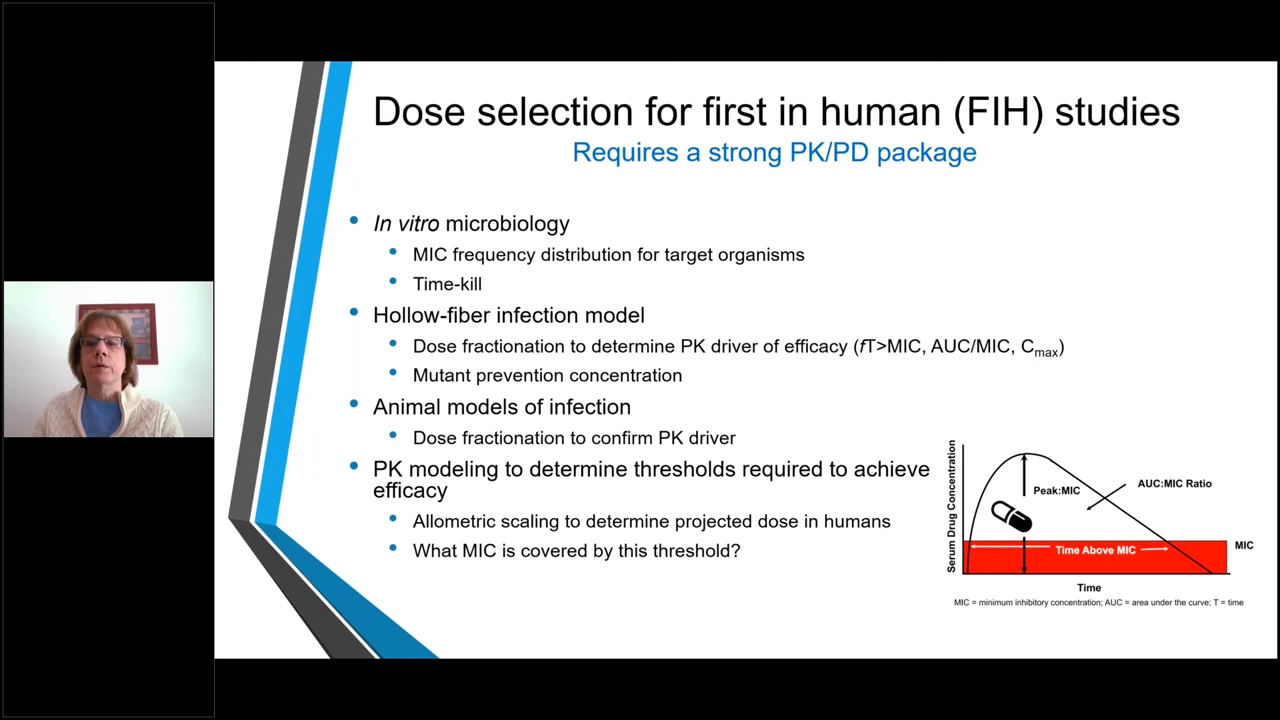 Dose selection for first in human (FIH) studies
Requires a strong PK/PD package
• In vitro microbiology
• MIC frequency distribution for target organisms
• Time-kill
• Hollow-fiber infection model
• Dose fractionation to determine PK driver of efficacy (fT>MIC, AUC/MIC, Cmax)
• Mutant prevention concentration
• Animal models of infection
• Dose fractionation to confirm PK driver
• PK modeling to determine thresholds required to achieve
efficacy
• Allometric scaling to determine projected dose in humans
• What MIC is covered by this threshold?
Serum Drug Concentration
Peak:MIC
AUC:MIC Ratio
Time Above MIC
MIC
Time
MIC = minimum inhibitory concentration; AUC = area under the curve; T = time